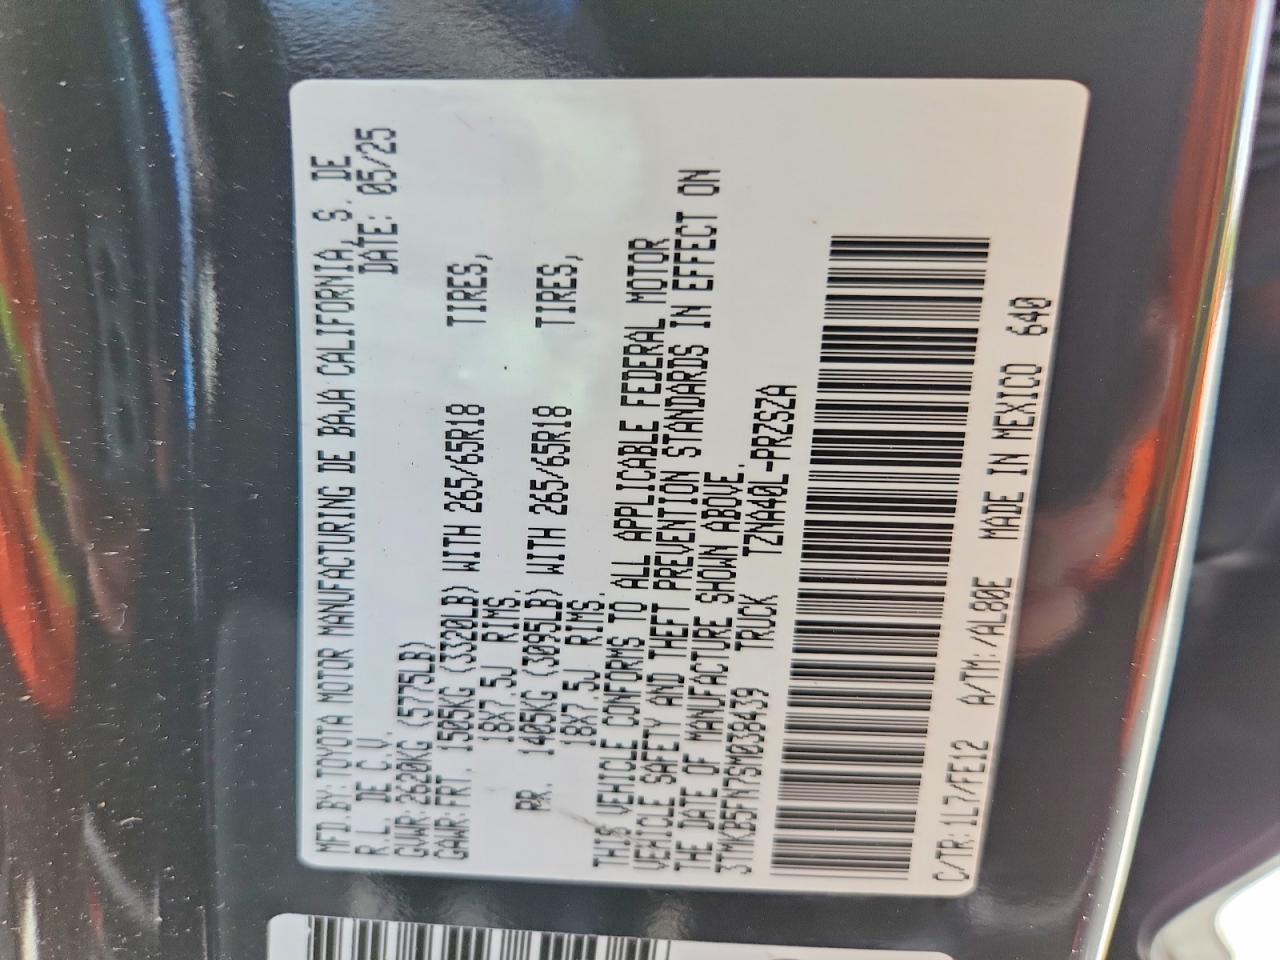 MFD.BY:TOYOTA MOTOR MANUFACTURING DE BAJA CALIFORNIA, S. DE
R.L. DE C.V. DATE: 05/25
GVWR:2620KG (5775LB)
GAWR:FRT. 1505KG (3320LB) WITH 265/65R18 TIRES,
18X7.5J RIMS.
RR. 1405KG (3095LB) WITH 265/65R18 TIRES,
18X7.5J RIMS.
THIS VEHICLE CONFORMS TO ALL APPLICABLE FEDERAL MOTOR
VEHICLE SAFETY AND THEFT PREVENTION STANDARDS IN EFFECT ON
THE DATE OF MANUFACTURE SHOWN ABOVE.
3TMKB5FN7SM038439 TRUCK TZNA40L-PRZSZA
C/TR: 1L7/FE12 A/TM: /AL80E MADE IN MEXICO 640